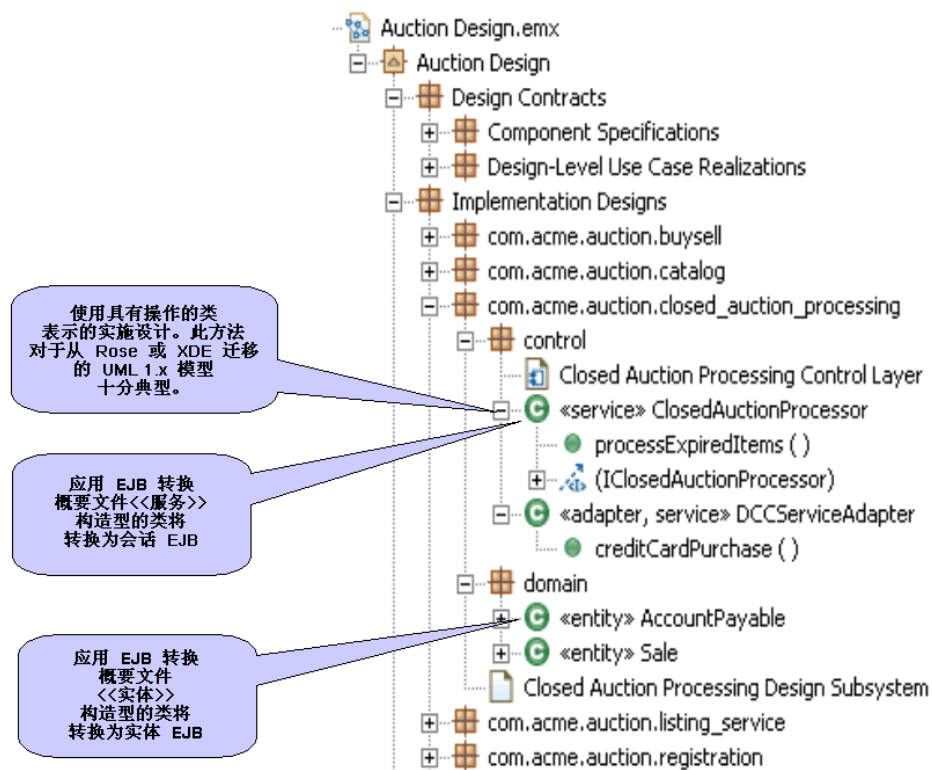 Auction Design.emx
Auction Design
Design Contracts
Component Specifications
Design-Level Use Case Realizations
Implementation Designs
com.acme.auction.buysell
com.acme.auction.catalog
com.acme.auction.closed_auction_processing
control
Closed Auction Processing Control Layer
«service» ClosedAuctionProcessor
processExpiredItems ( )
(IClosedAuctionProcessor)
«adapter, service» DCCServiceAdapter
creditCardPurchase ( )
domain
«entity» AccountPayable
«entity» Sale
Closed Auction Processing Design Subsystem
com.acme.auction.listing_service
com.acme.auction.registration
使用具有操作的类
表示的实施设计。此方法
对于从 Rose 或 XDE 迁移
的 UML 1.x 模型
十分典型。
应用 EJB 转换
概要文件<<服务>>
构造型的类将
转换为会话 EJB
应用 EJB 转换
概要文件
<<实体>>
构造型的类将
转换为实体 EJB